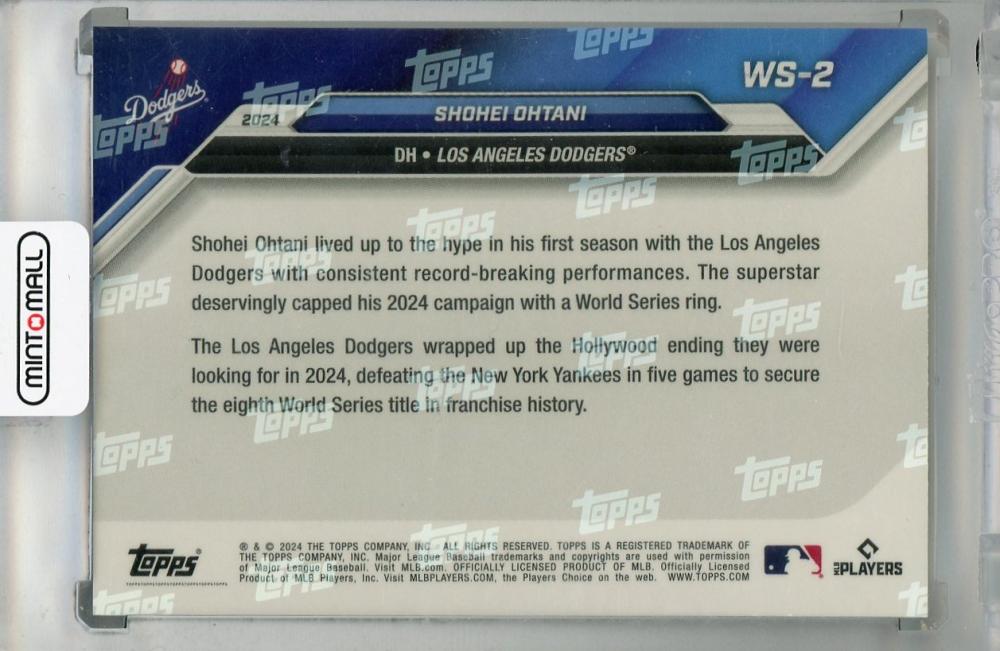 WS-2
Dodgers
2024
SHOHEI OHTANI
DH • LOS ANGELES DODGERS®
Shohei Ohtani lived up to the hype in his first season with the Los Angeles
Dodgers with consistent record-breaking performances. The superstar
deservingly capped his 2024 campaign with a World Series ring.
The Los Angeles Dodgers wrapped up the Hollywood ending they were
looking for in 2024, defeating the New York Yankees in five games to secure
the eighth World Series title in franchise history.
MINT MALL
Topps®
® & © 2024 THE TOPPS COMPANY, INC. ALL RIGHTS RESERVED. TOPPS IS A REGISTERED TRADEMARK OF
THE TOPPS COMPANY, INC. Major League Baseball trademarks and copyrights are used with permission
of Major League Baseball. Visit MLB.COM. OFFICIALLY LICENSED PRODUCT OF MLB. Officially Licensed
Product of MLB Players, Inc. Visit MLBPLAYERS.COM, the Players Choice on the web. WWW.TOPPS.COM
MLB PLAYERS